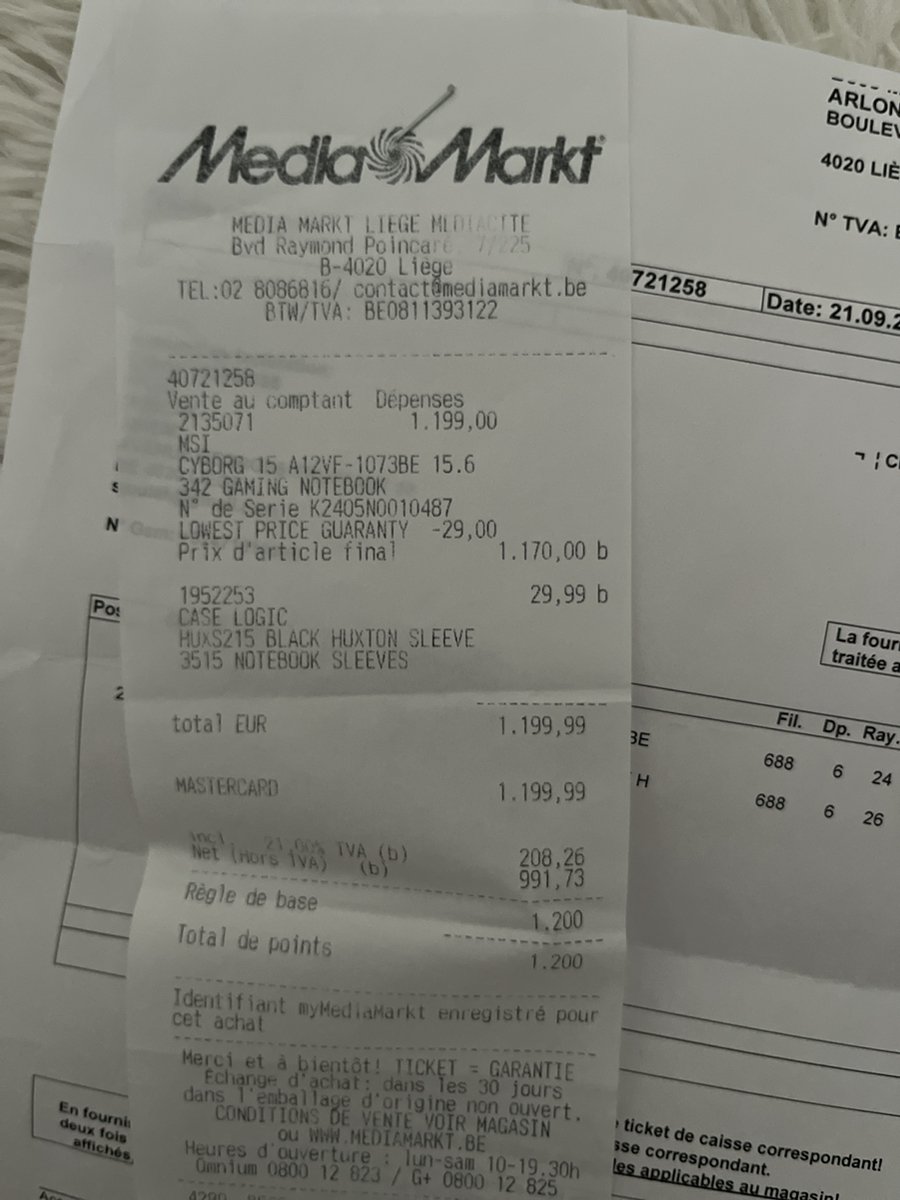 Media Markt
MEDIA MARKT LIEGE MEDIACITE
Bvd Raymond Poincaré, 7/225
B-4020 Liège
TEL:02 8086816/ contact@mediamarkt.be
BTW/TVA: BE0811393122
40721258
Vente au comptant Dépenses
2135071 1.199,00
MSI
CYBORG 15 A12VF-1073BE 15.6
342 GAMING NOTEBOOK
N° de Serie K2405N0010487
LOWEST PRICE GUARANTY -29,00
Prix d'article final 1.170,00 b
1952253 29,99 b
CASE LOGIC
HUXS215 BLACK HUXTON SLEEVE
3515 NOTEBOOK SLEEVES
total EUR 1.199,99
MASTERCARD 1.199,99
Incl. 21,00% TVA (b) 208,26
Net (Hors TVA) (b) 991,73
Règle de base 1.200
Total de points 1.200
Identifiant myMediaMarkt enregistré pour
cet achat
Merci et à bientôt! TICKET = GARANTIE
Echange d'achat: dans les 30 jours
dans l'emballage d'origine non ouvert.
CONDITIONS DE VENTE VOIR MAGASIN
ou WWW.MEDIAMARKT.BE
Heures d'ouverture : lun-sam 10-19.30h
Omnium 0800 12 823 / G+ 0800 12 825
ARLON
BOULEV
4020 LIÈ
N° TVA:
721258 Date: 21.09.2
La four
traitée a
Pos
Fil. Dp. Ray.
BE 688 6 24
H 688 6 26
En fourni
deux fois
affichés
ticket de caisse correspondant!
sse correspondant.
les applicables au magasin!